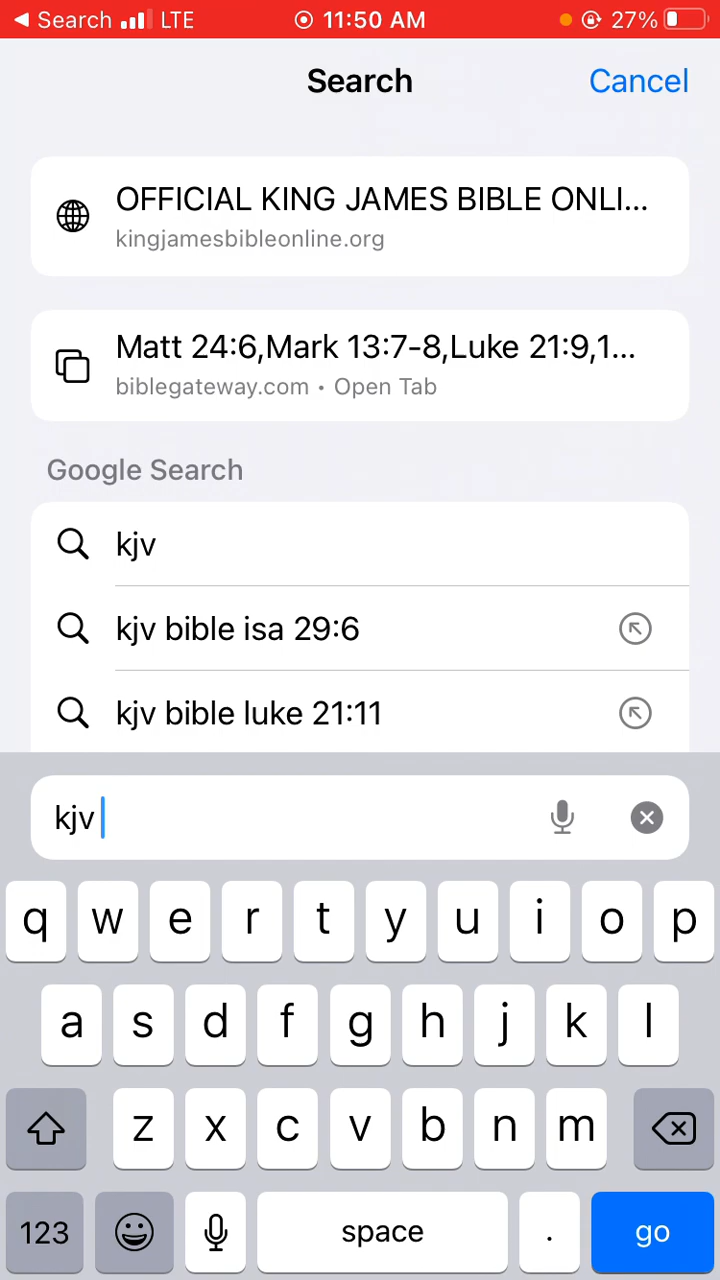 Search LTE 11:50 AM 27%
Search Cancel
OFFICIAL KING JAMES BIBLE ONLI...
kingjamesbibleonline.org
Matt 24:6,Mark 13:7-8,Luke 21:9,1...
biblegateway.com • Open Tab
Google Search
kjv
kjv bible isa 29:6
kjv bible luke 21:11
kjv
q w e r t y u i o p
a s d f g h j k l
z x c v b n m
123 space . go